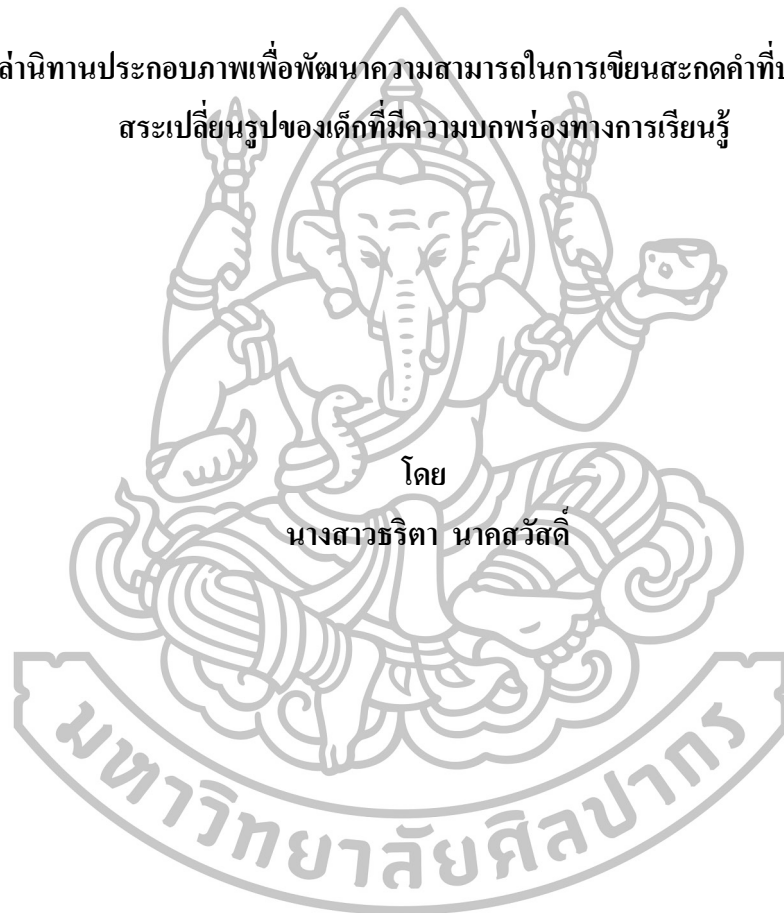 ล่านิทานประกอบภาพเพื่อพัฒนาความสามารถในการเขียนสะกดคำที่
สระเปลี่ยนรูปของเด็กที่มีความบกพร่องทางการเรียนรู้
โดย
นางสาวธริตา นาคสวัสดิ์
มหาวิทยาลัยศิลปากร